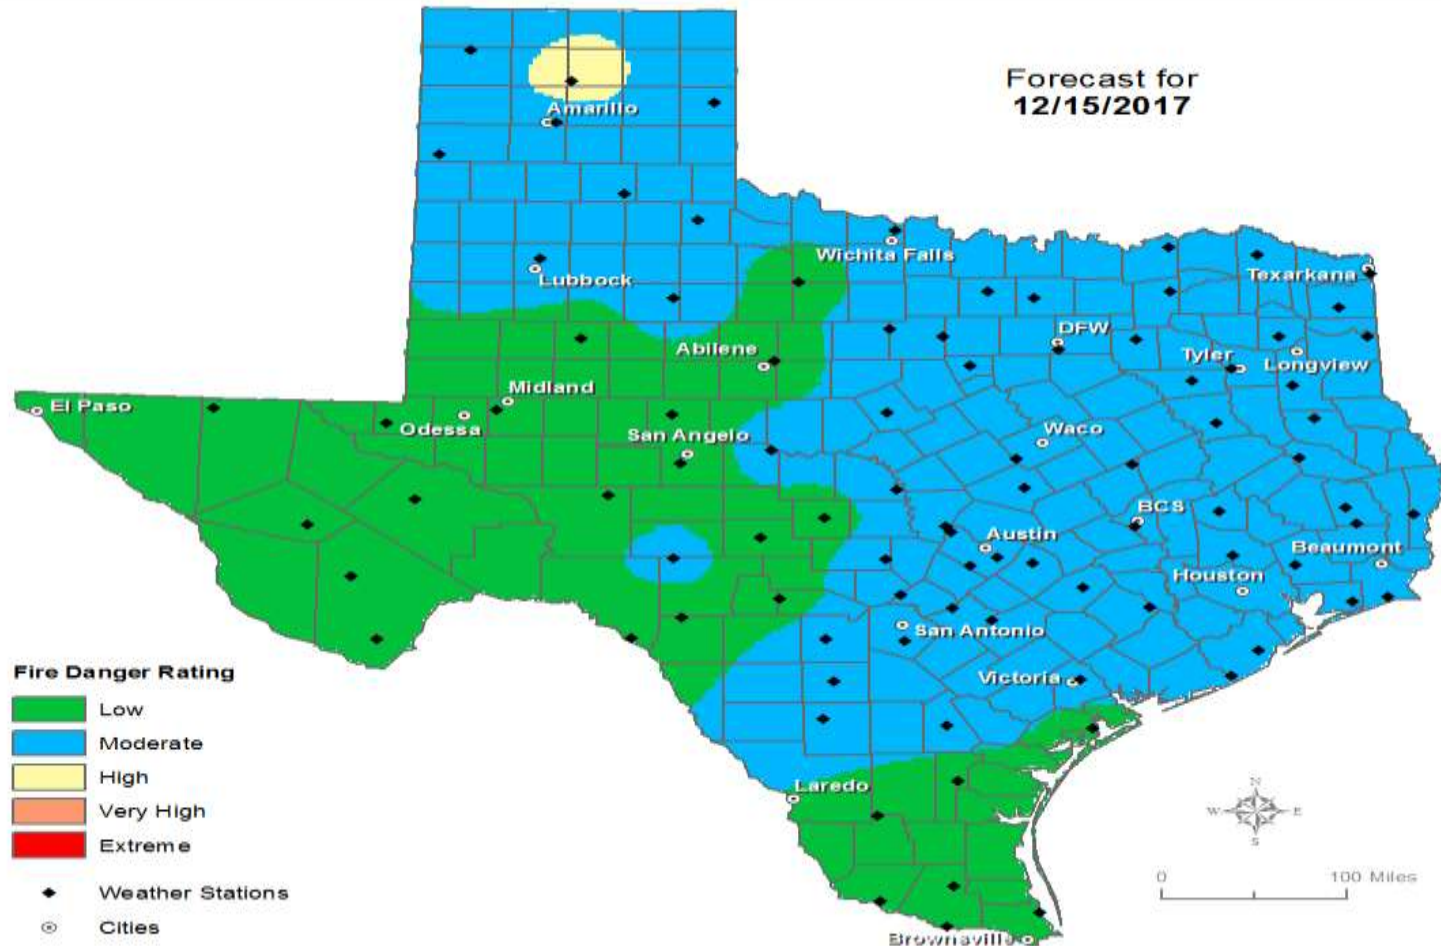 Forecast for
12/15/2017
Amarillo
Wichita Falls
Lubbock
Texarkana
DFW
Abilene
Tyler
Longview
Midland
El Paso
Odessa
San Angelo
Waco
BCS
Austin
Beaumont
Houston
San Antonio
Victoria
Laredo
Brownsville
Fire Danger Rating
Low
Moderate
High
Very High
Extreme
Weather Stations
Cities
N
W
E
S
0
100 Miles